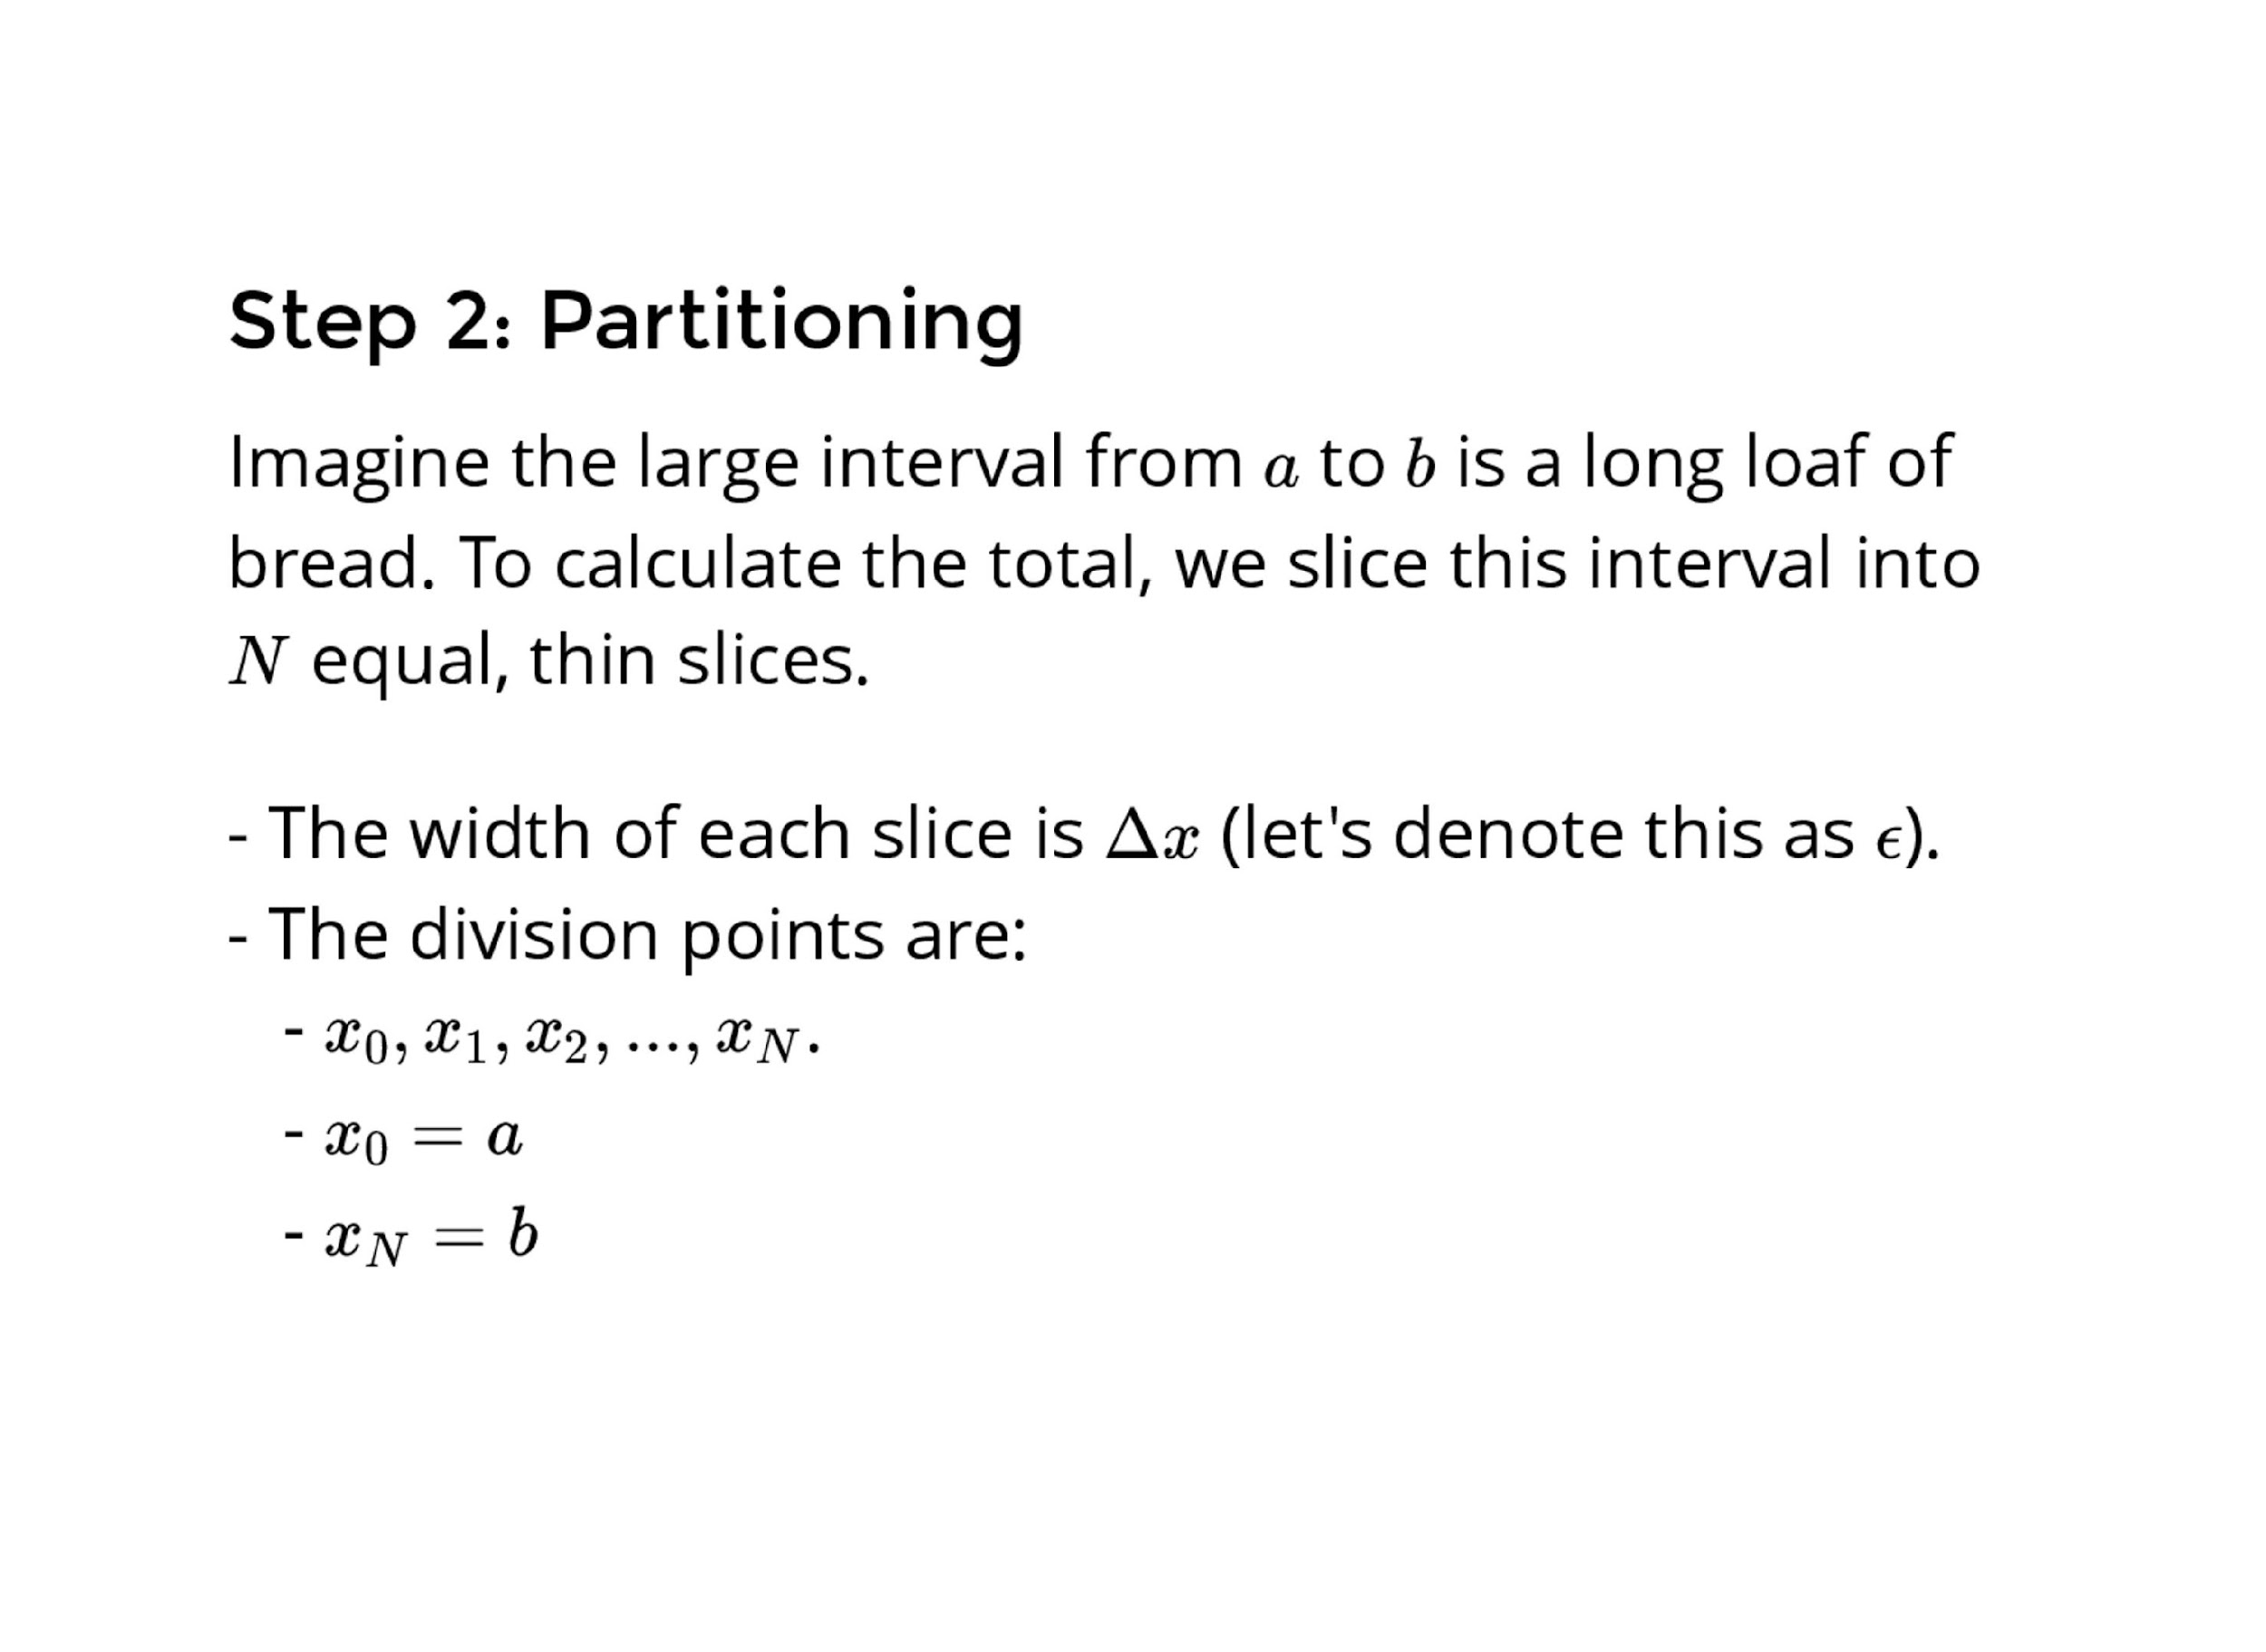 Step 2: Partitioning
Imagine the large interval from a to b is a long loaf of
bread. To calculate the total, we slice this interval into
N equal, thin slices.
- The width of each slice is Δx (let's denote this as ϵ).
- The division points are:
- x₀, x₁, x₂, ..., x_N.
- x₀ = a
- x_N = b